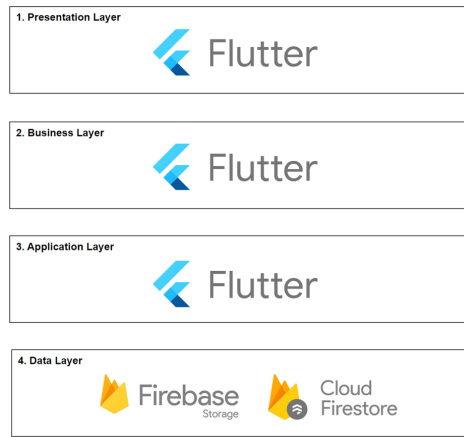 1. Presentation Layer
Flutter
2. Business Layer
Flutter
3. Application Layer
Flutter
4. Data Layer
Firebase
Storage
Cloud
Firestore